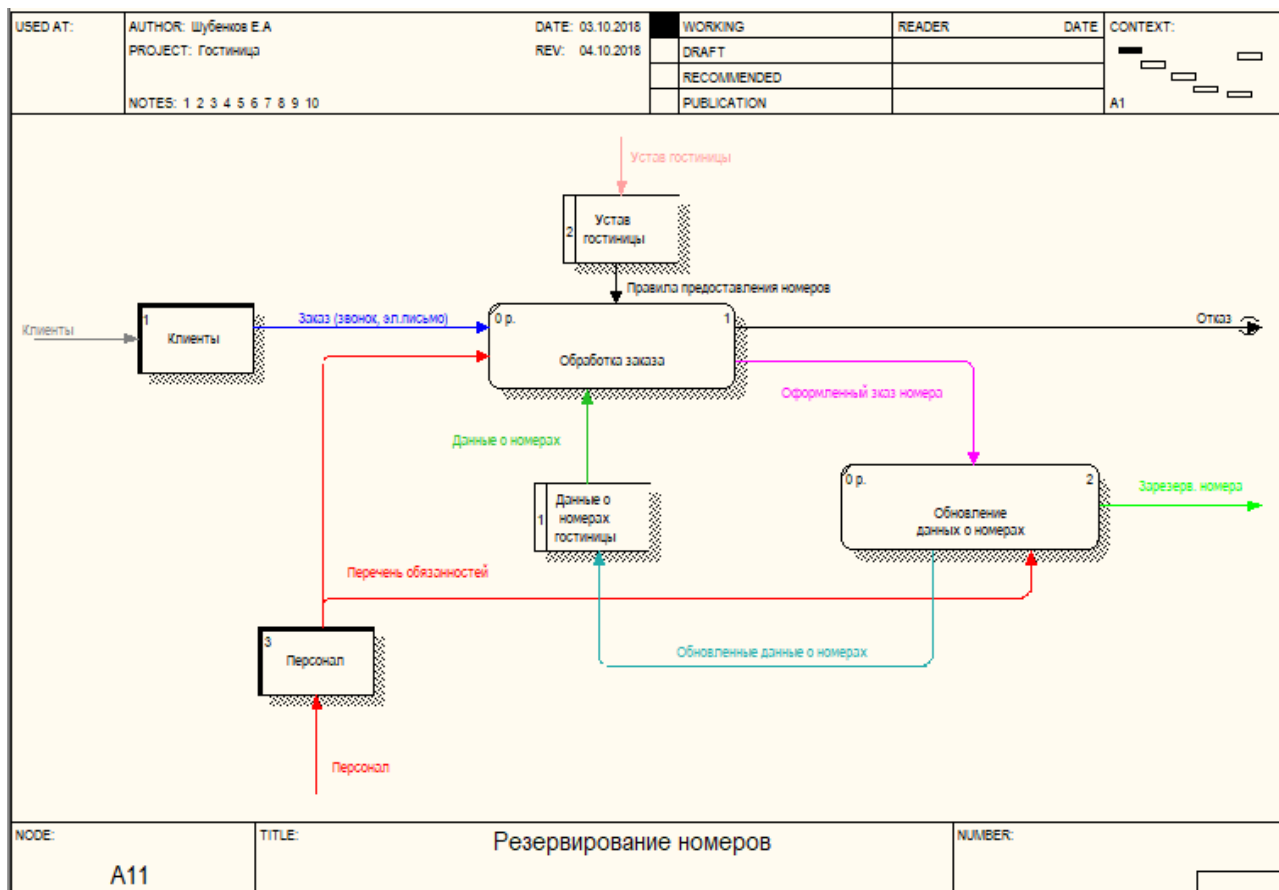 USED AT:
AUTHOR: Шубенков Е.А
DATE: 03.10.2018
WORKING
READER
DATE
CONTEXT:
PROJECT: Гостиница
REV: 04.10.2018
DRAFT
RECOMMENDED
NOTES: 1 2 3 4 5 6 7 8 9 10
PUBLICATION
A1
Устав гостиницы
2
Устав
гостиницы
Правила предоставления номеров
Клиенты
1
Клиенты
Заказ (звонок, эл.письмо)
0 р.
1
Обработка заказа
Отказ
Оформленный зказ номера
Данные о номерах
1
Данные о
номерах
гостиницы
0 р.
2
Обновление
данных о номерах
Зарезерв. номера
Перечень обязанностей
3
Персонал
Обновленные данные о номерах
Персонал
NODE:
A11
TITLE:
Резервирование номеров
NUMBER: